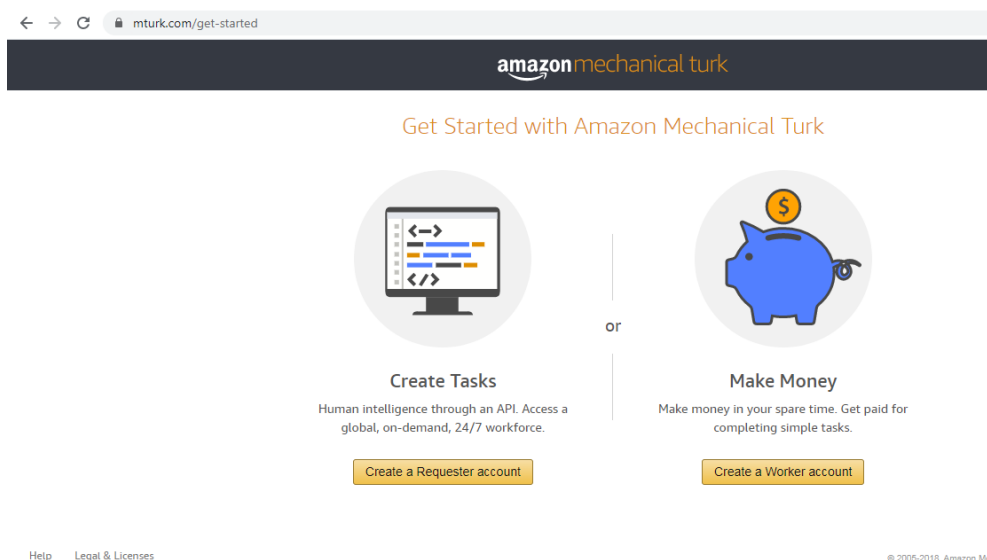 mturk.com/get-started
amazon mechanical turk
Get Started with Amazon Mechanical Turk
$
<-->
</>
or
Create Tasks
Human intelligence through an API. Access a
global, on-demand, 24/7 workforce.
Create a Requester account
Make Money
Make money in your spare time. Get paid for
completing simple tasks.
Create a Worker account
Help Legal & Licenses
© 2005-2018, Amazon